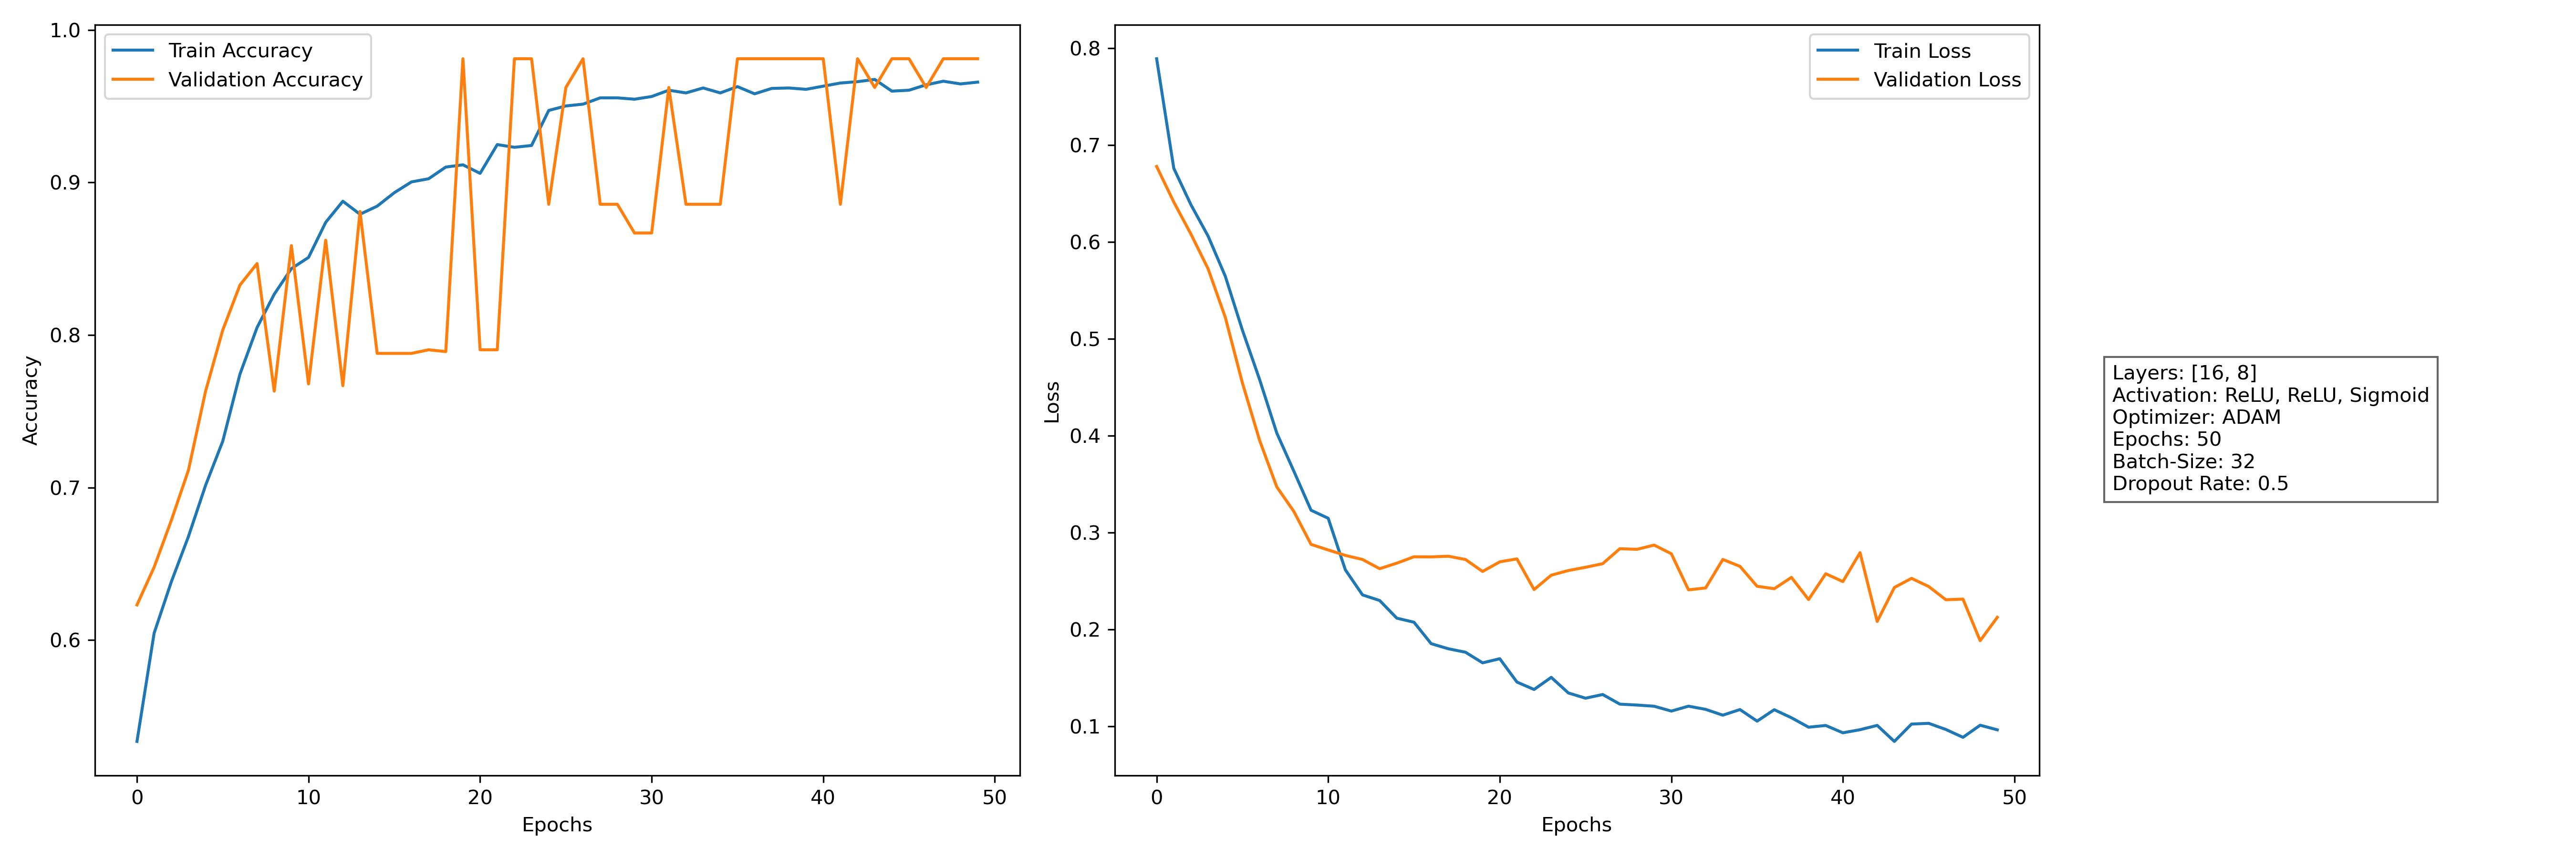 Train Accuracy
Validation Accuracy
1.0
0.9
0.8
0.7
0.6
Accuracy
0 10 20 30 40 50
Epochs
Train Loss
Validation Loss
0.8
0.7
0.6
0.5
0.4
0.3
0.2
0.1
Loss
0 10 20 30 40 50
Epochs
Layers: [16, 8]
Activation: ReLU, ReLU, Sigmoid
Optimizer: ADAM
Epochs: 50
Batch-Size: 32
Dropout Rate: 0.5